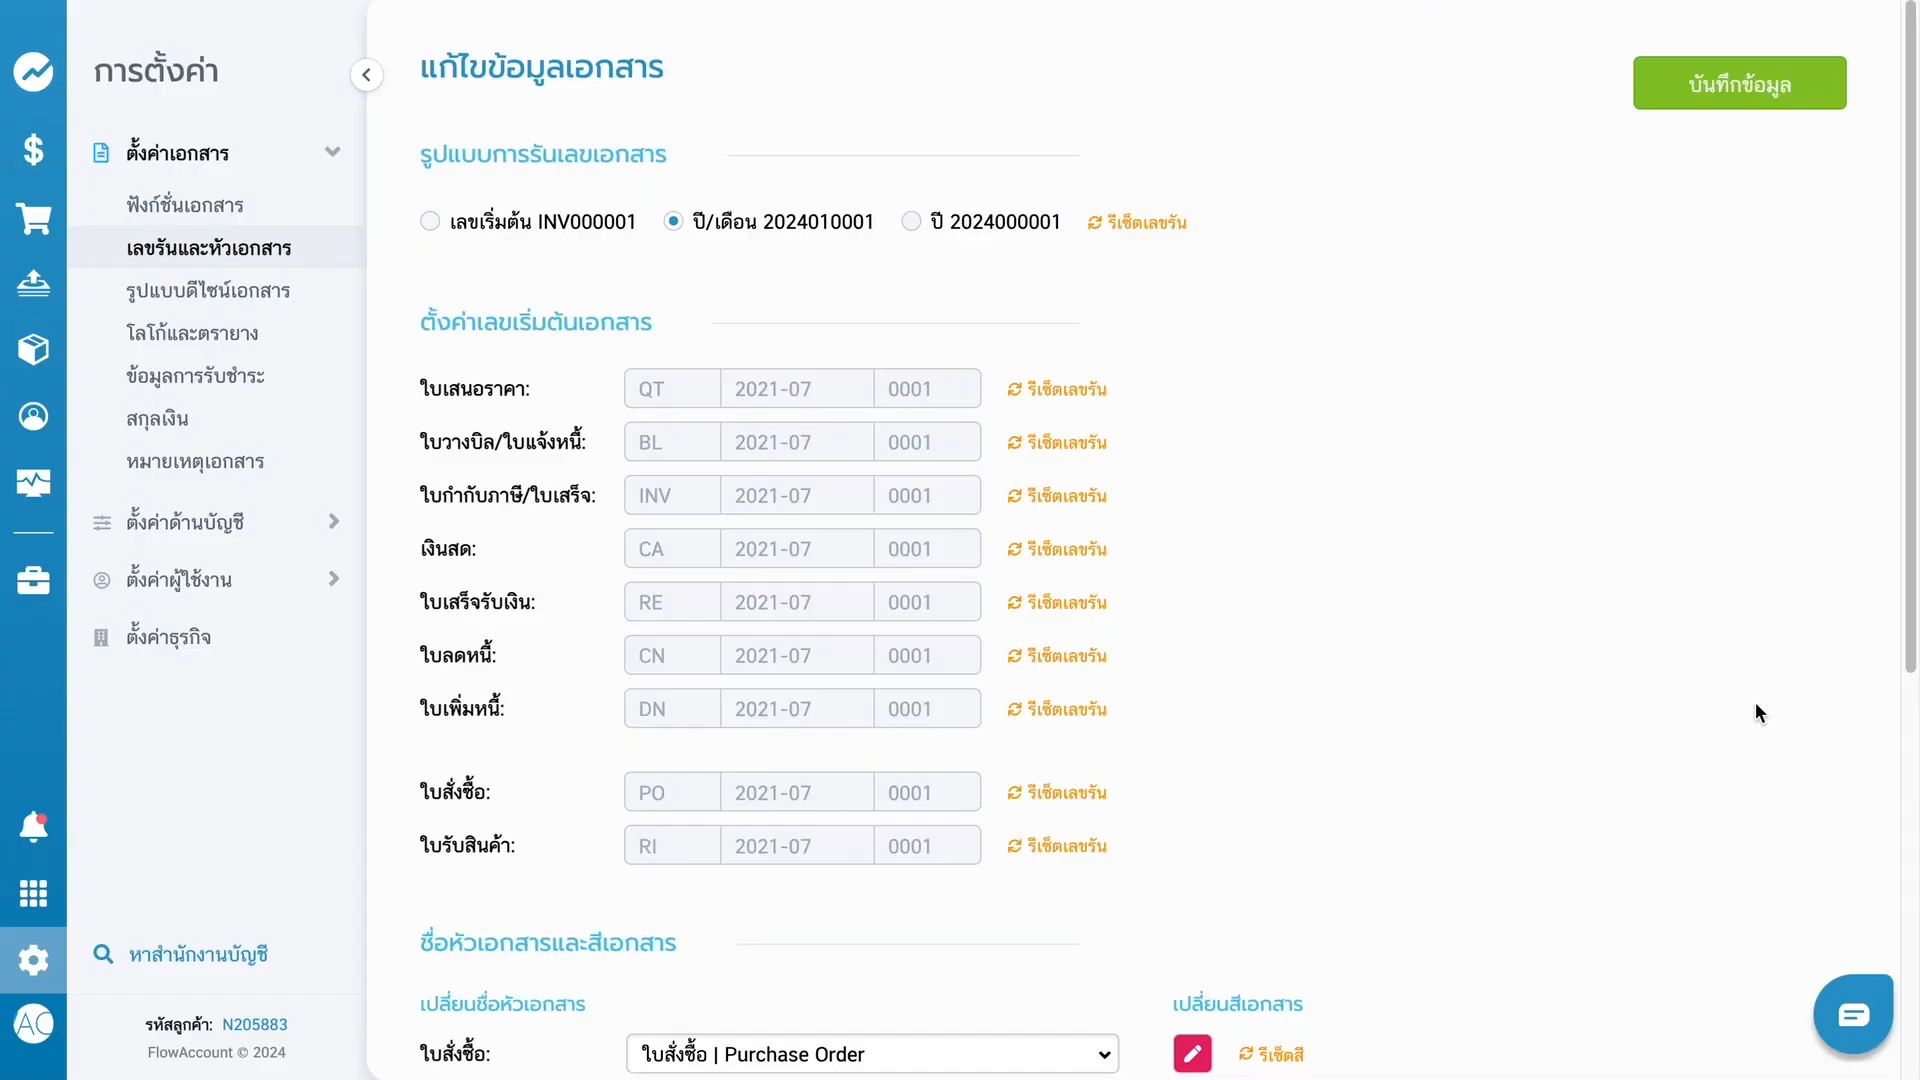 การตั้งค่า
ตั้งค่าเอกสาร
ฟังก์ชั่นเอกสาร
เลขรันและหัวเอกสาร
รูปแบบดีไซน์เอกสาร
โลโก้และตรายาง
ข้อมูลการรับชำระ
สกุลเงิน
หมายเหตุเอกสาร
ตั้งค่าด้านบัญชี
ตั้งค่าผู้ใช้งาน
ตั้งค่าธุรกิจ
หาสำนักงานบัญชี
รหัสลูกค้า: N205883
FlowAccount © 2024
AC
แก้ไขข้อมูลเอกสาร
บันทึกข้อมูล
รูปแบบการรันเลขเอกสาร
เลขเริ่มต้น INV000001 ปี/เดือน 2024010001 ปี 2024000001 รีเซ็ตเลขรัน
ตั้งค่าเลขเริ่มต้นเอกสาร
ใบเสนอราคา: QT 2021-07 0001 รีเซ็ตเลขรัน
ใบวางบิล/ใบแจ้งหนี้: BL 2021-07 0001 รีเซ็ตเลขรัน
ใบกำกับภาษี/ใบเสร็จ: INV 2021-07 0001 รีเซ็ตเลขรัน
เงินสด: CA 2021-07 0001 รีเซ็ตเลขรัน
ใบเสร็จรับเงิน: RE 2021-07 0001 รีเซ็ตเลขรัน
ใบลดหนี้: CN 2021-07 0001 รีเซ็ตเลขรัน
ใบเพิ่มหนี้: DN 2021-07 0001 รีเซ็ตเลขรัน
ใบสั่งซื้อ: PO 2021-07 0001 รีเซ็ตเลขรัน
ใบรับสินค้า: RI 2021-07 0001 รีเซ็ตเลขรัน
ชื่อหัวเอกสารและสีเอกสาร
เปลี่ยนชื่อหัวเอกสาร เปลี่ยนสีเอกสาร
ใบสั่งซื้อ: ใบสั่งซื้อ | Purchase Order รีเซ็ตสี